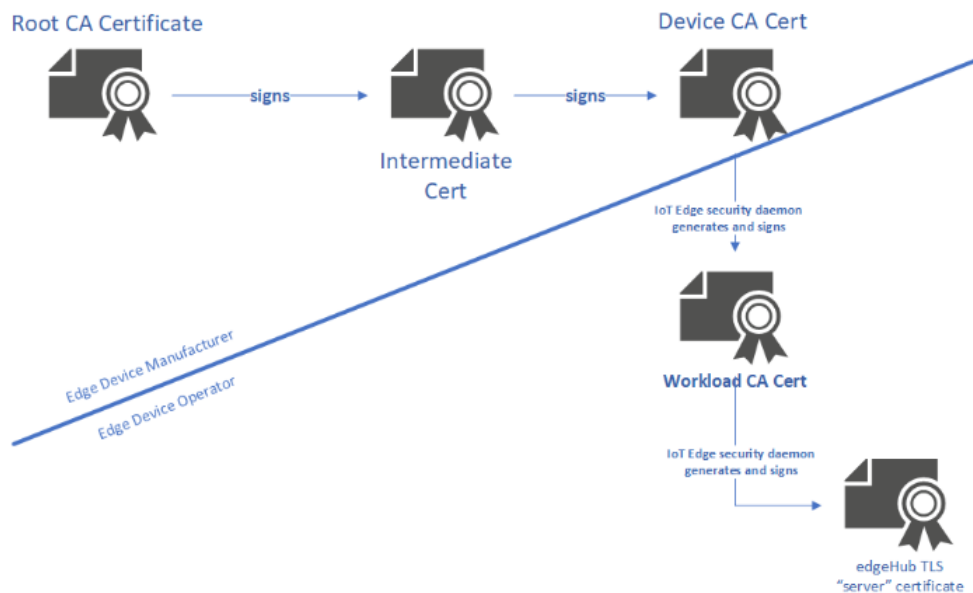 Root CA Certificate
Device CA Cert
signs
signs
Intermediate
Cert
IoT Edge security daemon
generates and signs
Edge Device Manufacturer
Edge Device Operator
Workload CA Cert
IoT Edge security daemon
generates and signs
edgeHub TLS
“server” certificate